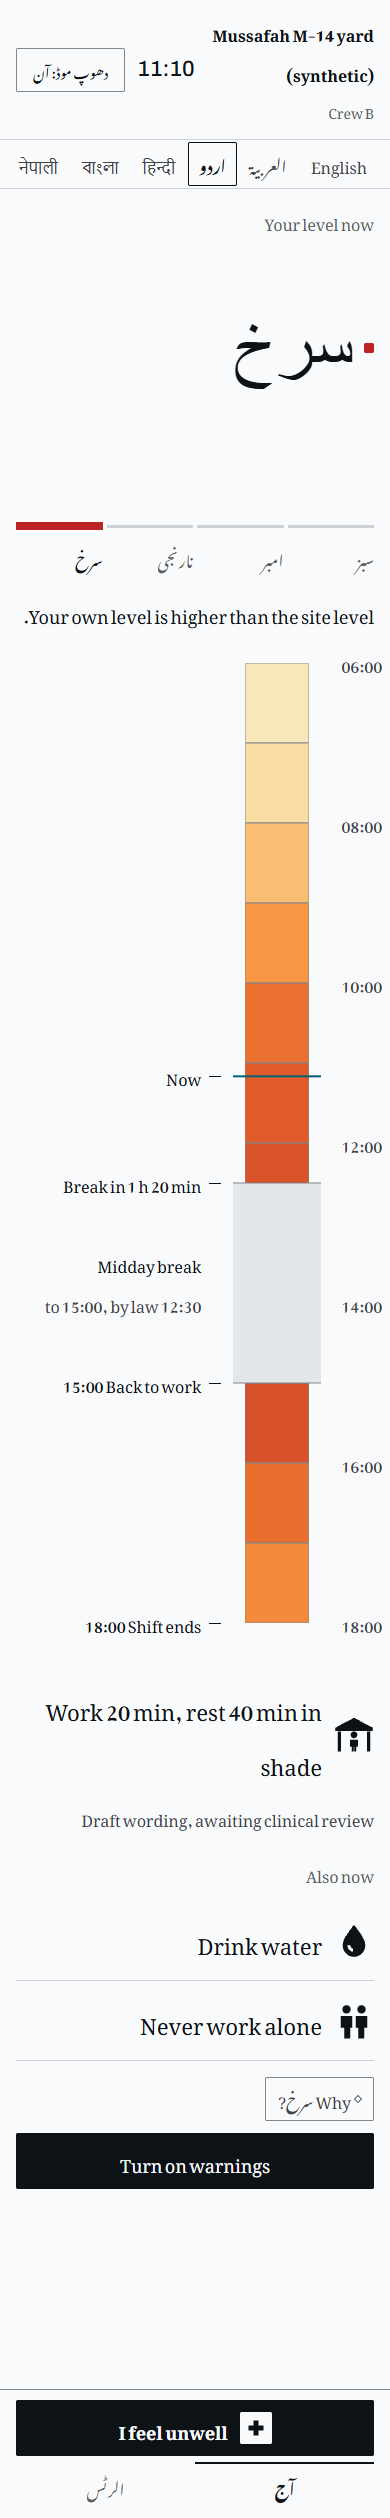 Mussafah M-14 yard
(synthetic)
Crew B
11:10
دھوپ موڈ: آن
English
العربية
اردو
हिन्दी
বাংলা
नेपाली
Your level now
سرخ
سبز
امبر
نارنجی
سرخ
.Your own level is higher than the site level
06:00
08:00
10:00
Now
12:00
Break in 1 h 20 min
Midday break
to 15:00, by law 12:30
14:00
15:00 Back to work
16:00
18:00 Shift ends
18:00
Work 20 min, rest 40 min in
shade
Draft wording, awaiting clinical review
Also now
Drink water
Never work alone
Why سرخ?
Turn on warnings
I feel unwell
آج
الرٹس